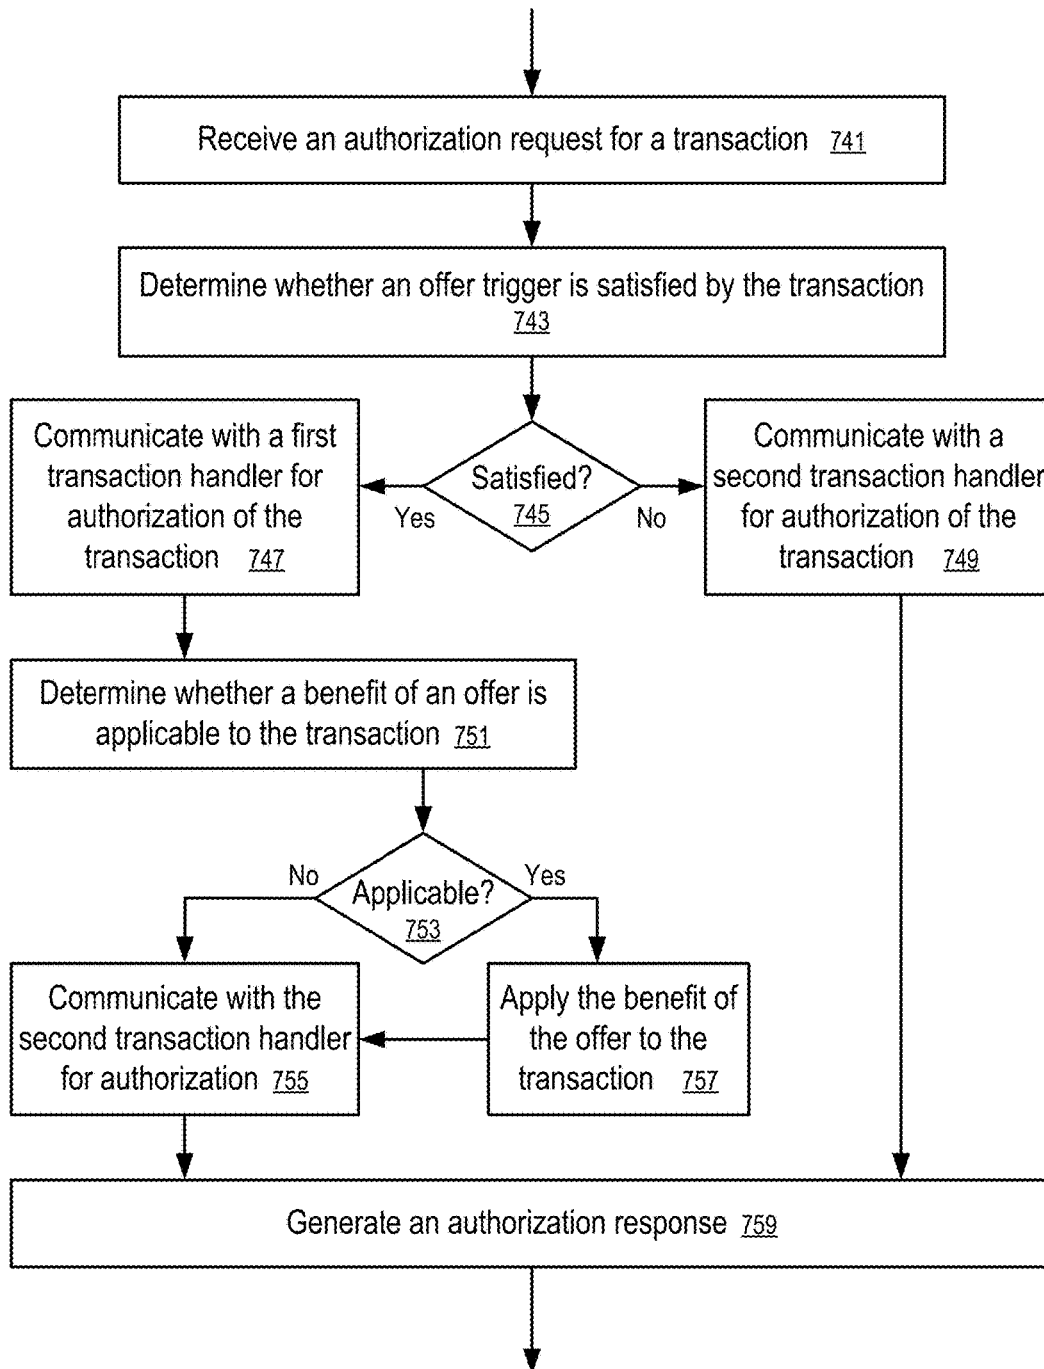 Receive an authorization request for a transaction 741
Determine whether an offer trigger is satisfied by the transaction
743
Communicate with a first
transaction handler for
authorization of the
transaction 747
Satisfied?
745
Yes
No
Communicate with a
second transaction handler
for authorization of the
transaction 749
Determine whether a benefit of an offer is
applicable to the transaction 751
No
Applicable?
753
Yes
Communicate with the
second transaction handler
for authorization 755
Apply the benefit of
the offer to the
transaction 757
Generate an authorization response 759